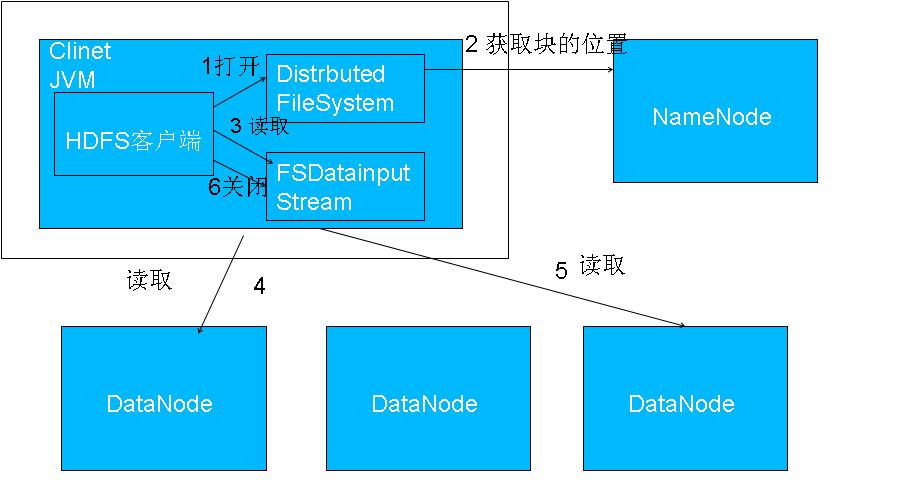 Clinet
JVM
HDFS客户端
1打开
Distrbuted
FileSystem
2 获取块的位置
NameNode
3 读取
FSDatainput
Stream
6关闭
读取
4
5 读取
DataNode
DataNode
DataNode